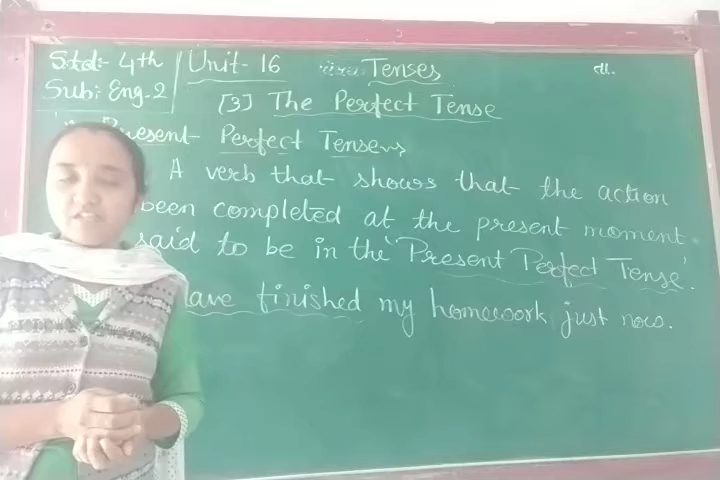 Std:- 4th
Sub: Eng-2
Unit- 16
Tenses
[3] The Perfect Tense
Present- Perfect Tensers
A verb that shows that the action
been completed at the present moment.
said to be in the 'Present Perfect Tense'.
ave finished my homework just now.